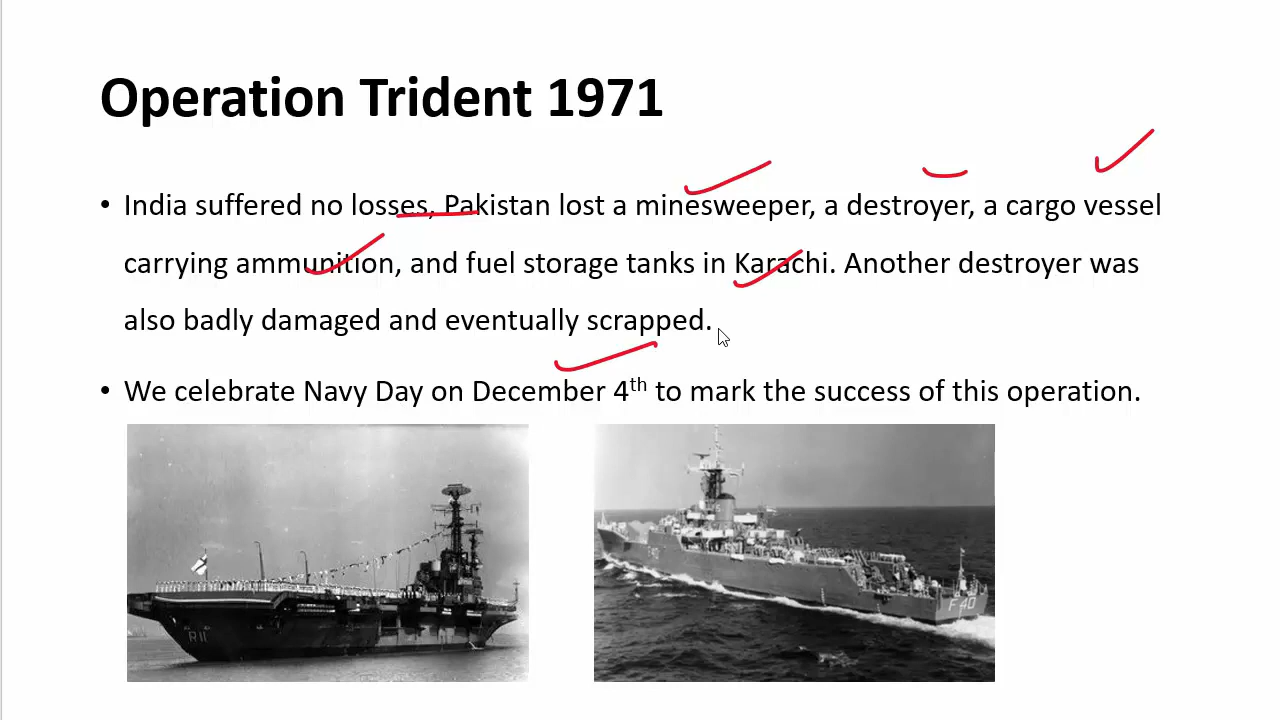 Operation Trident 1971
• India suffered no losses, Pakistan lost a minesweeper, a destroyer, a cargo vessel
carrying ammunition, and fuel storage tanks in Karachi. Another destroyer was
also badly damaged and eventually scrapped.
• We celebrate Navy Day on December 4th to mark the success of this operation.
R11
F40